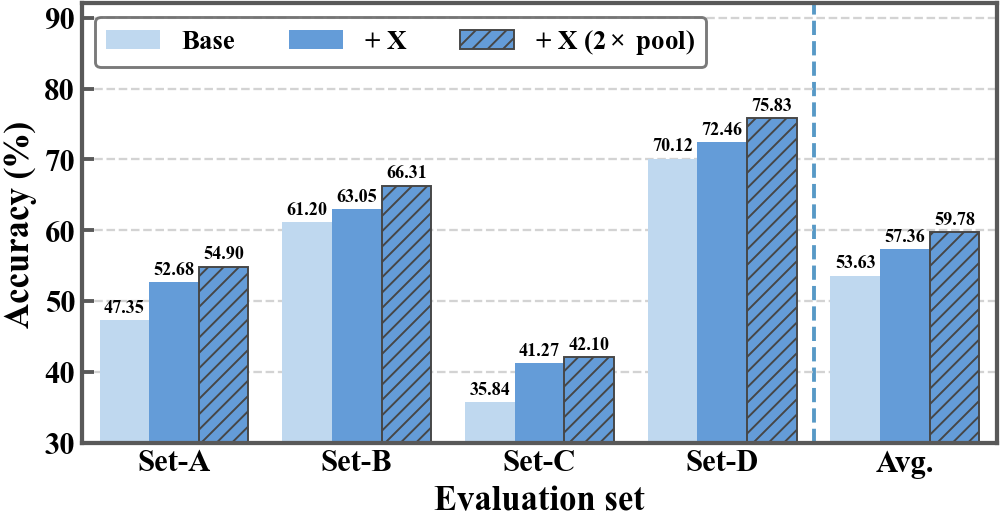 Accuracy (%)
90
80
70
60
50
40
30
Base + X + X (2× pool)
47.35 52.68 54.90
61.20 63.05 66.31
35.84 41.27 42.10
70.12 72.46 75.83
53.63 57.36 59.78
Set-A Set-B Set-C Set-D Avg.
Evaluation set